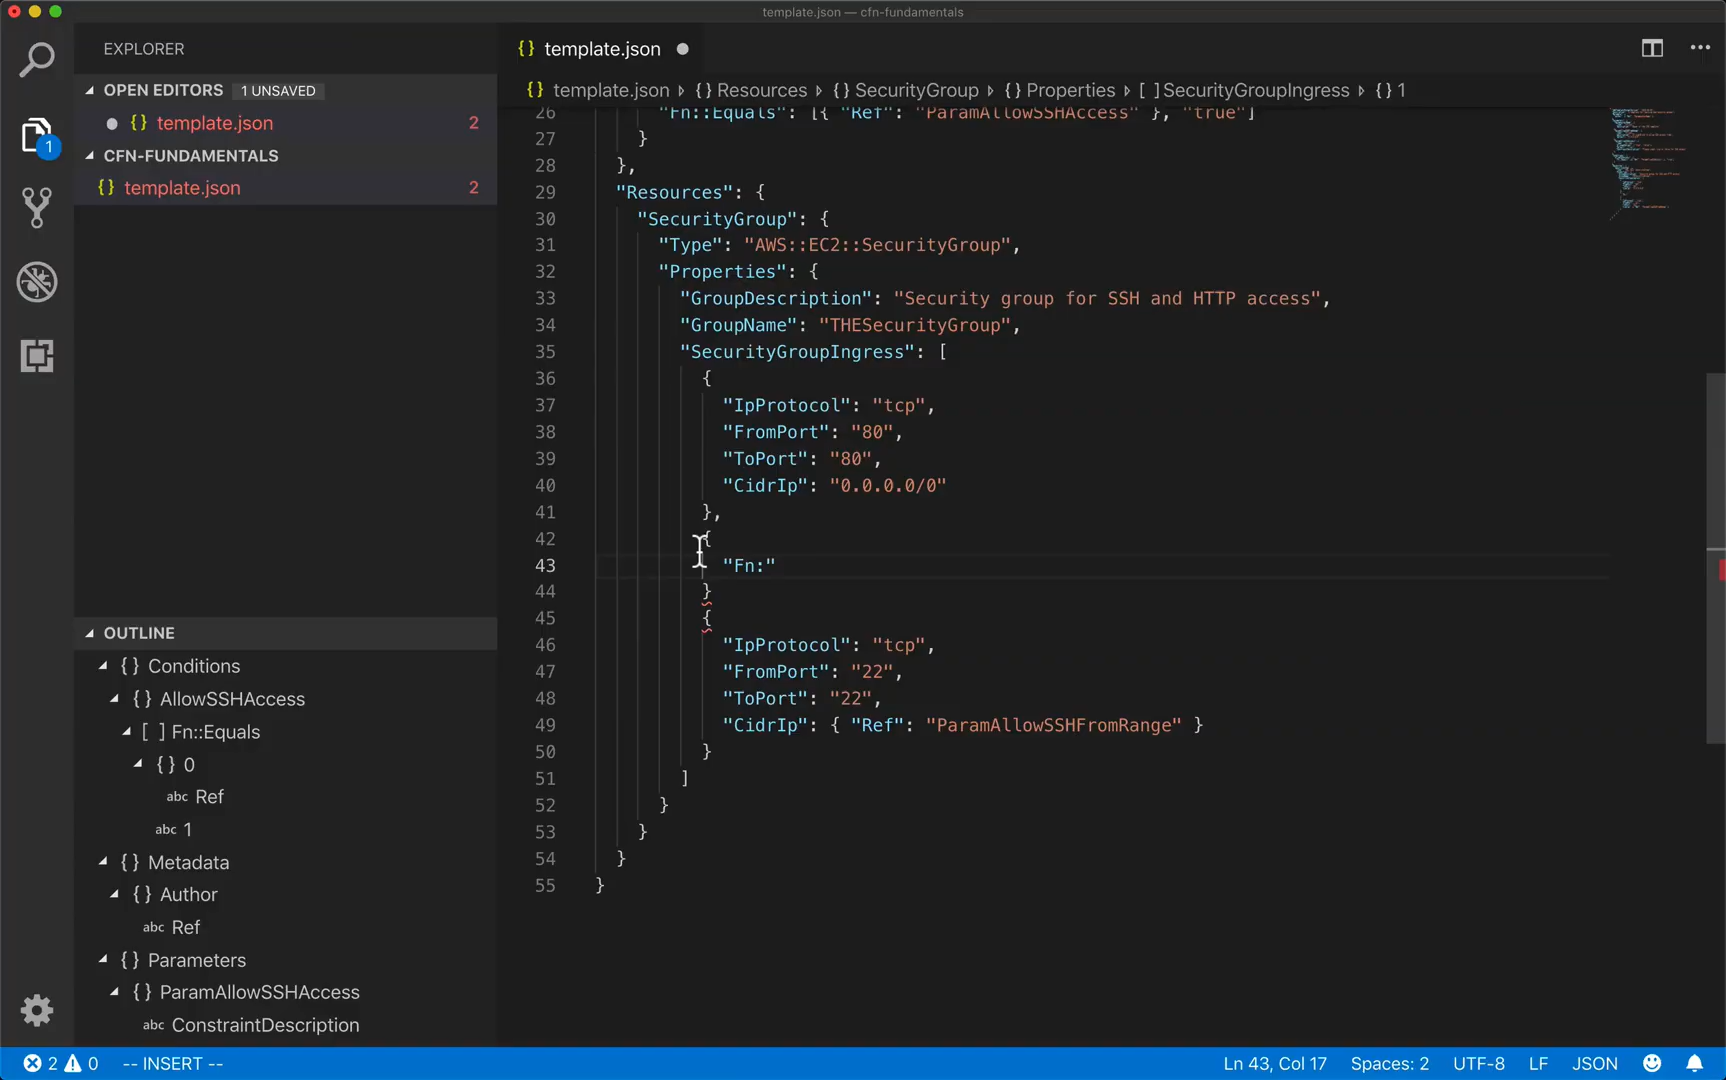 template.json — cfn-fundamentals
EXPLORER
OPEN EDITORS 1 UNSAVED
{} template.json 2
CFN-FUNDAMENTALS
{} template.json 2
1
OUTLINE
{} Conditions
{} AllowSSHAccess
[ ] Fn::Equals
{} 0
abc Ref
abc 1
{} Metadata
{} Author
abc Ref
{} Parameters
{} ParamAllowSSHAccess
abc ConstraintDescription
{} template.json
{} template.json {} Resources {} SecurityGroup {} Properties [ ] SecurityGroupIngress {} 1
26 "Fn::Equals": [{ "Ref": "ParamAllowSSHAccess" }, "true"]
27 }
28 },
29 "Resources": {
30 "SecurityGroup": {
31 "Type": "AWS::EC2::SecurityGroup",
32 "Properties": {
33 "GroupDescription": "Security group for SSH and HTTP access",
34 "GroupName": "THESecurityGroup",
35 "SecurityGroupIngress": [
36 {
37 "IpProtocol": "tcp",
38 "FromPort": "80",
39 "ToPort": "80",
40 "CidrIp": "0.0.0.0/0"
41 },
42 {
43 "Fn:"
44 }
45 {
46 "IpProtocol": "tcp",
47 "FromPort": "22",
48 "ToPort": "22",
49 "CidrIp": { "Ref": "ParamAllowSSHFromRange" }
50 }
51 ]
52 }
53 }
54 }
55 }
2 0 -- INSERT -- Ln 43, Col 17 Spaces: 2 UTF-8 LF JSON